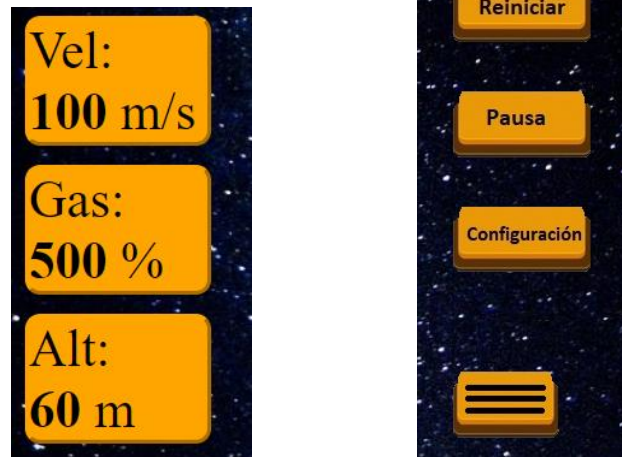 Vel:
100 m/s
Gas:
500 %
Alt:
60 m
Reiniciar
Pausa
Configuración